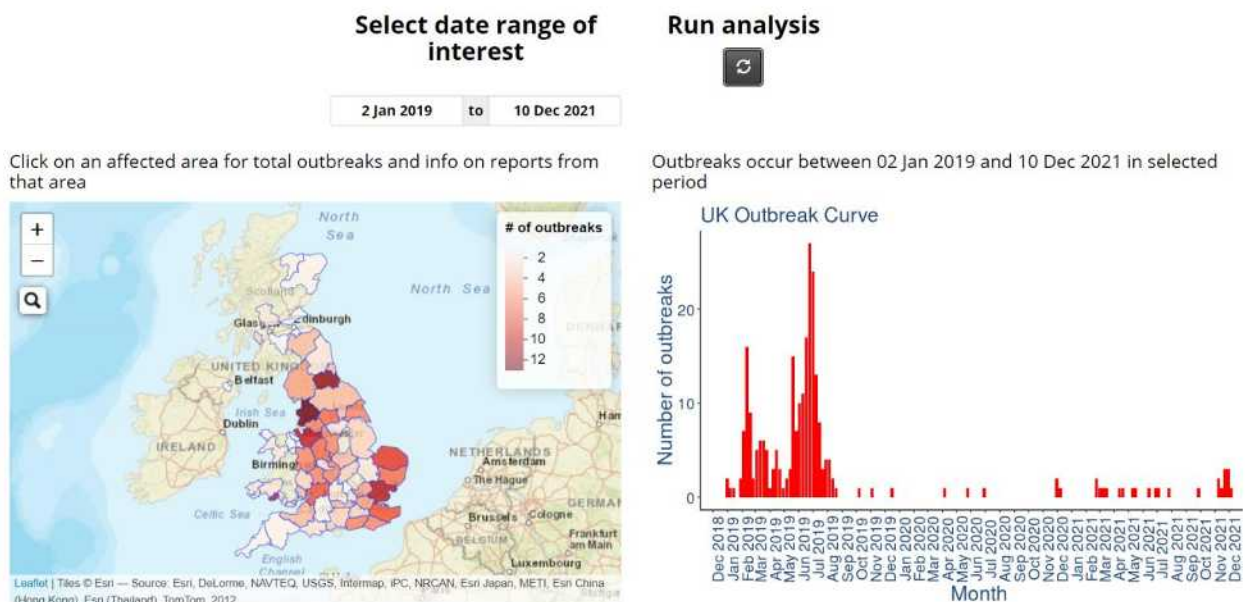 Select date range of
interest
Run analysis
2 Jan 2019 to 10 Dec 2021
Click on an affected area for total outbreaks and info on reports from
that area
Outbreaks occur between 02 Jan 2019 and 10 Dec 2021 in selected
period
+
−
North
Sea
North Sea
Scotland
Edinburgh
UNITED
Belfast
Irish Sea
Dublin
IRELAND
Birming
Celtic Sea
English
Channel
NETHERLANDS
Amsterdam
The Hague
Brussels
Cologne
BELGIUM
Frankfurt
am Main
Luxembourg
# of outbreaks
2
4
6
8
10
12
Leaflet | Tiles © Esri — Source: Esri, DeLorme, NAVTEQ, USGS, Intermap, iPC, NRCAN, Esri Japan, METI, Esri China
(Hong Kong), Esri (Thailand), TomTom, 2012
UK Outbreak Curve
Number of outbreaks
20
10
0
Dec 2018
Jan 2019
Feb 2019
Mar 2019
Apr 2019
May 2019
Jun 2019
Jul 2019
Aug 2019
Sep 2019
Oct 2019
Nov 2019
Dec 2019
Jan 2020
Feb 2020
Mar 2020
Apr 2020
May 2020
Jun 2020
Jul 2020
Aug 2020
Sep 2020
Oct 2020
Nov 2020
Dec 2020
Jan 2021
Feb 2021
Mar 2021
Apr 2021
May 2021
Jun 2021
Jul 2021
Aug 2021
Sep 2021
Oct 2021
Nov 2021
Dec 2021
Month